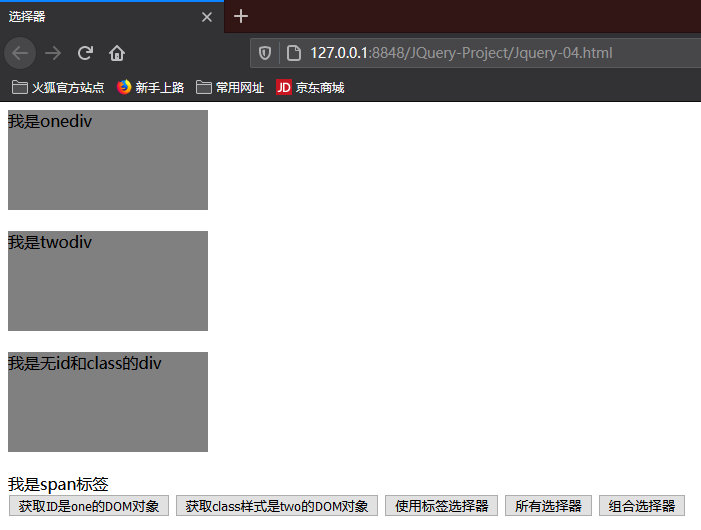 选择器
127.0.0.1:8848/JQuery-Project/Jquery-04.html
火狐官方站点 新手上路 常用网址 JD 京东商城
我是onediv
我是twodiv
我是无id和class的div
我是span标签
获取ID是one的DOM对象 获取class样式是two的DOM对象 使用标签选择器 所有选择器 组合选择器